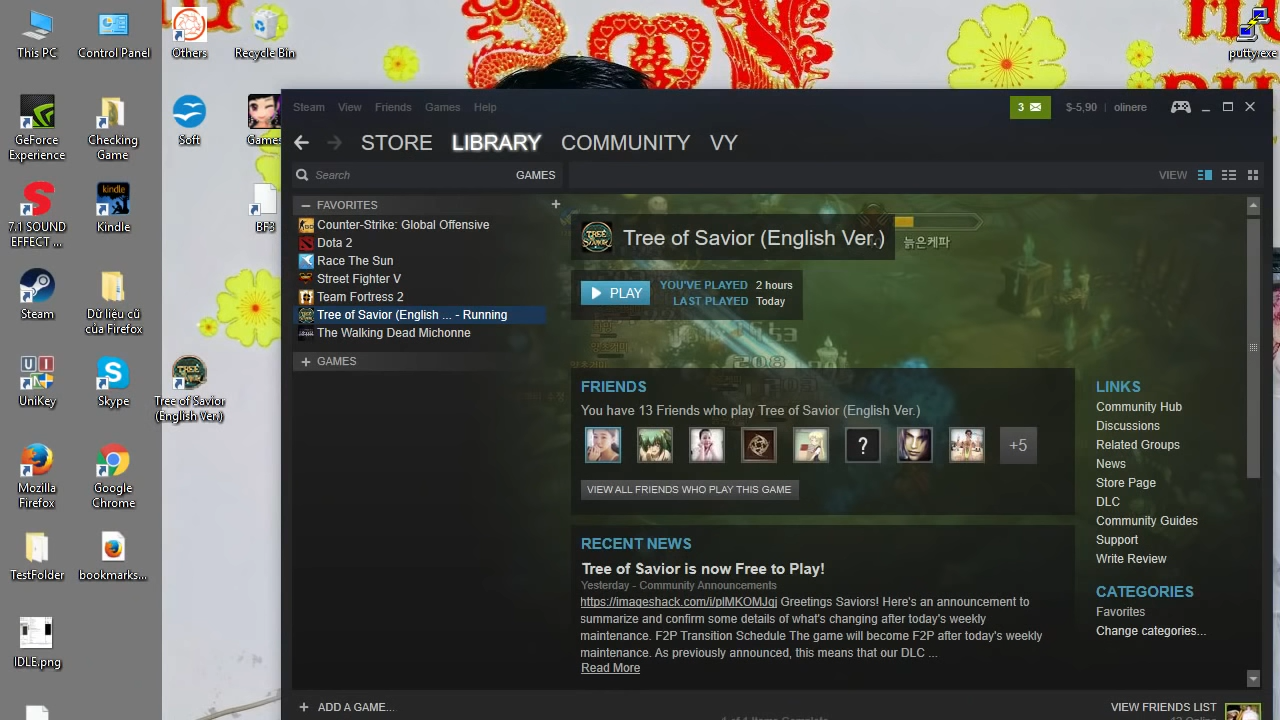 This PC
Control Panel
Others
Recycle Bin
putty.exe
GeForce
Experience
Checking
Game
Soft
7.1 SOUND
EFFECT ...
Kindle
BF3
Steam
Dữ liệu cũ
của Firefox
UniKey
Skype
Tree of Savior
(English Ver.)
Mozilla
Firefox
Google
Chrome
TestFolder
bookmarks...
IDLE.png
Steam View Friends Games Help
3
$-5,90 | olinere
STORE LIBRARY COMMUNITY VY
Search
GAMES
VIEW
— FAVORITES +
Counter-Strike: Global Offensive
Dota 2
Race The Sun
Street Fighter V
Team Fortress 2
Tree of Savior (English ... - Running
The Walking Dead Michonne
+ GAMES
Tree of Savior (English Ver.)
늙은케파
PLAY
YOU'VE PLAYED 2 hours
LAST PLAYED Today
FRIENDS
You have 13 Friends who play Tree of Savior (English Ver.)
?
+5
VIEW ALL FRIENDS WHO PLAY THIS GAME
RECENT NEWS
Tree of Savior is now Free to Play!
Yesterday - Community Announcements
https://imageshack.com/i/plMKOMJqj Greetings Saviors! Here's an announcement to
summarize and confirm some details of what's changing after today's weekly
maintenance. F2P Transition Schedule The game will become F2P after today's weekly
maintenance. As previously announced, this means that our DLC ...
Read More
LINKS
Community Hub
Discussions
Related Groups
News
Store Page
DLC
Community Guides
Support
Write Review
CATEGORIES
Favorites
Change categories...
+ ADD A GAME...
VIEW FRIENDS LIST